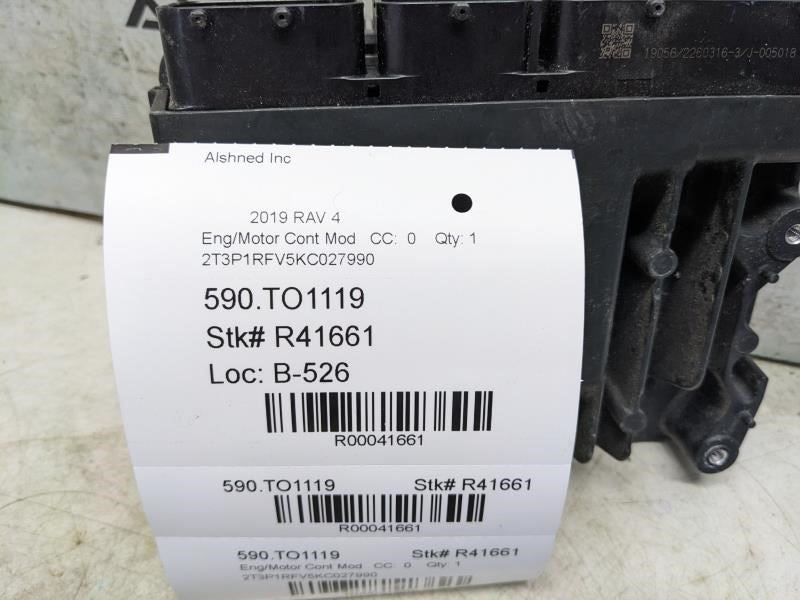 19056/2260316-3/J-005018
Alshned Inc
2019 RAV 4
Eng/Motor Cont Mod CC: 0 Qty: 1
2T3P1RFV5KC027990
590.TO1119
Stk# R41661
Loc: B-526
R00041661
590.TO1119 Stk# R41661
R00041661
590.TO1119 Stk# R41661
Eng/Motor Cont Mod CC: 0 Qty: 1
2T3P1RFV5KC027990